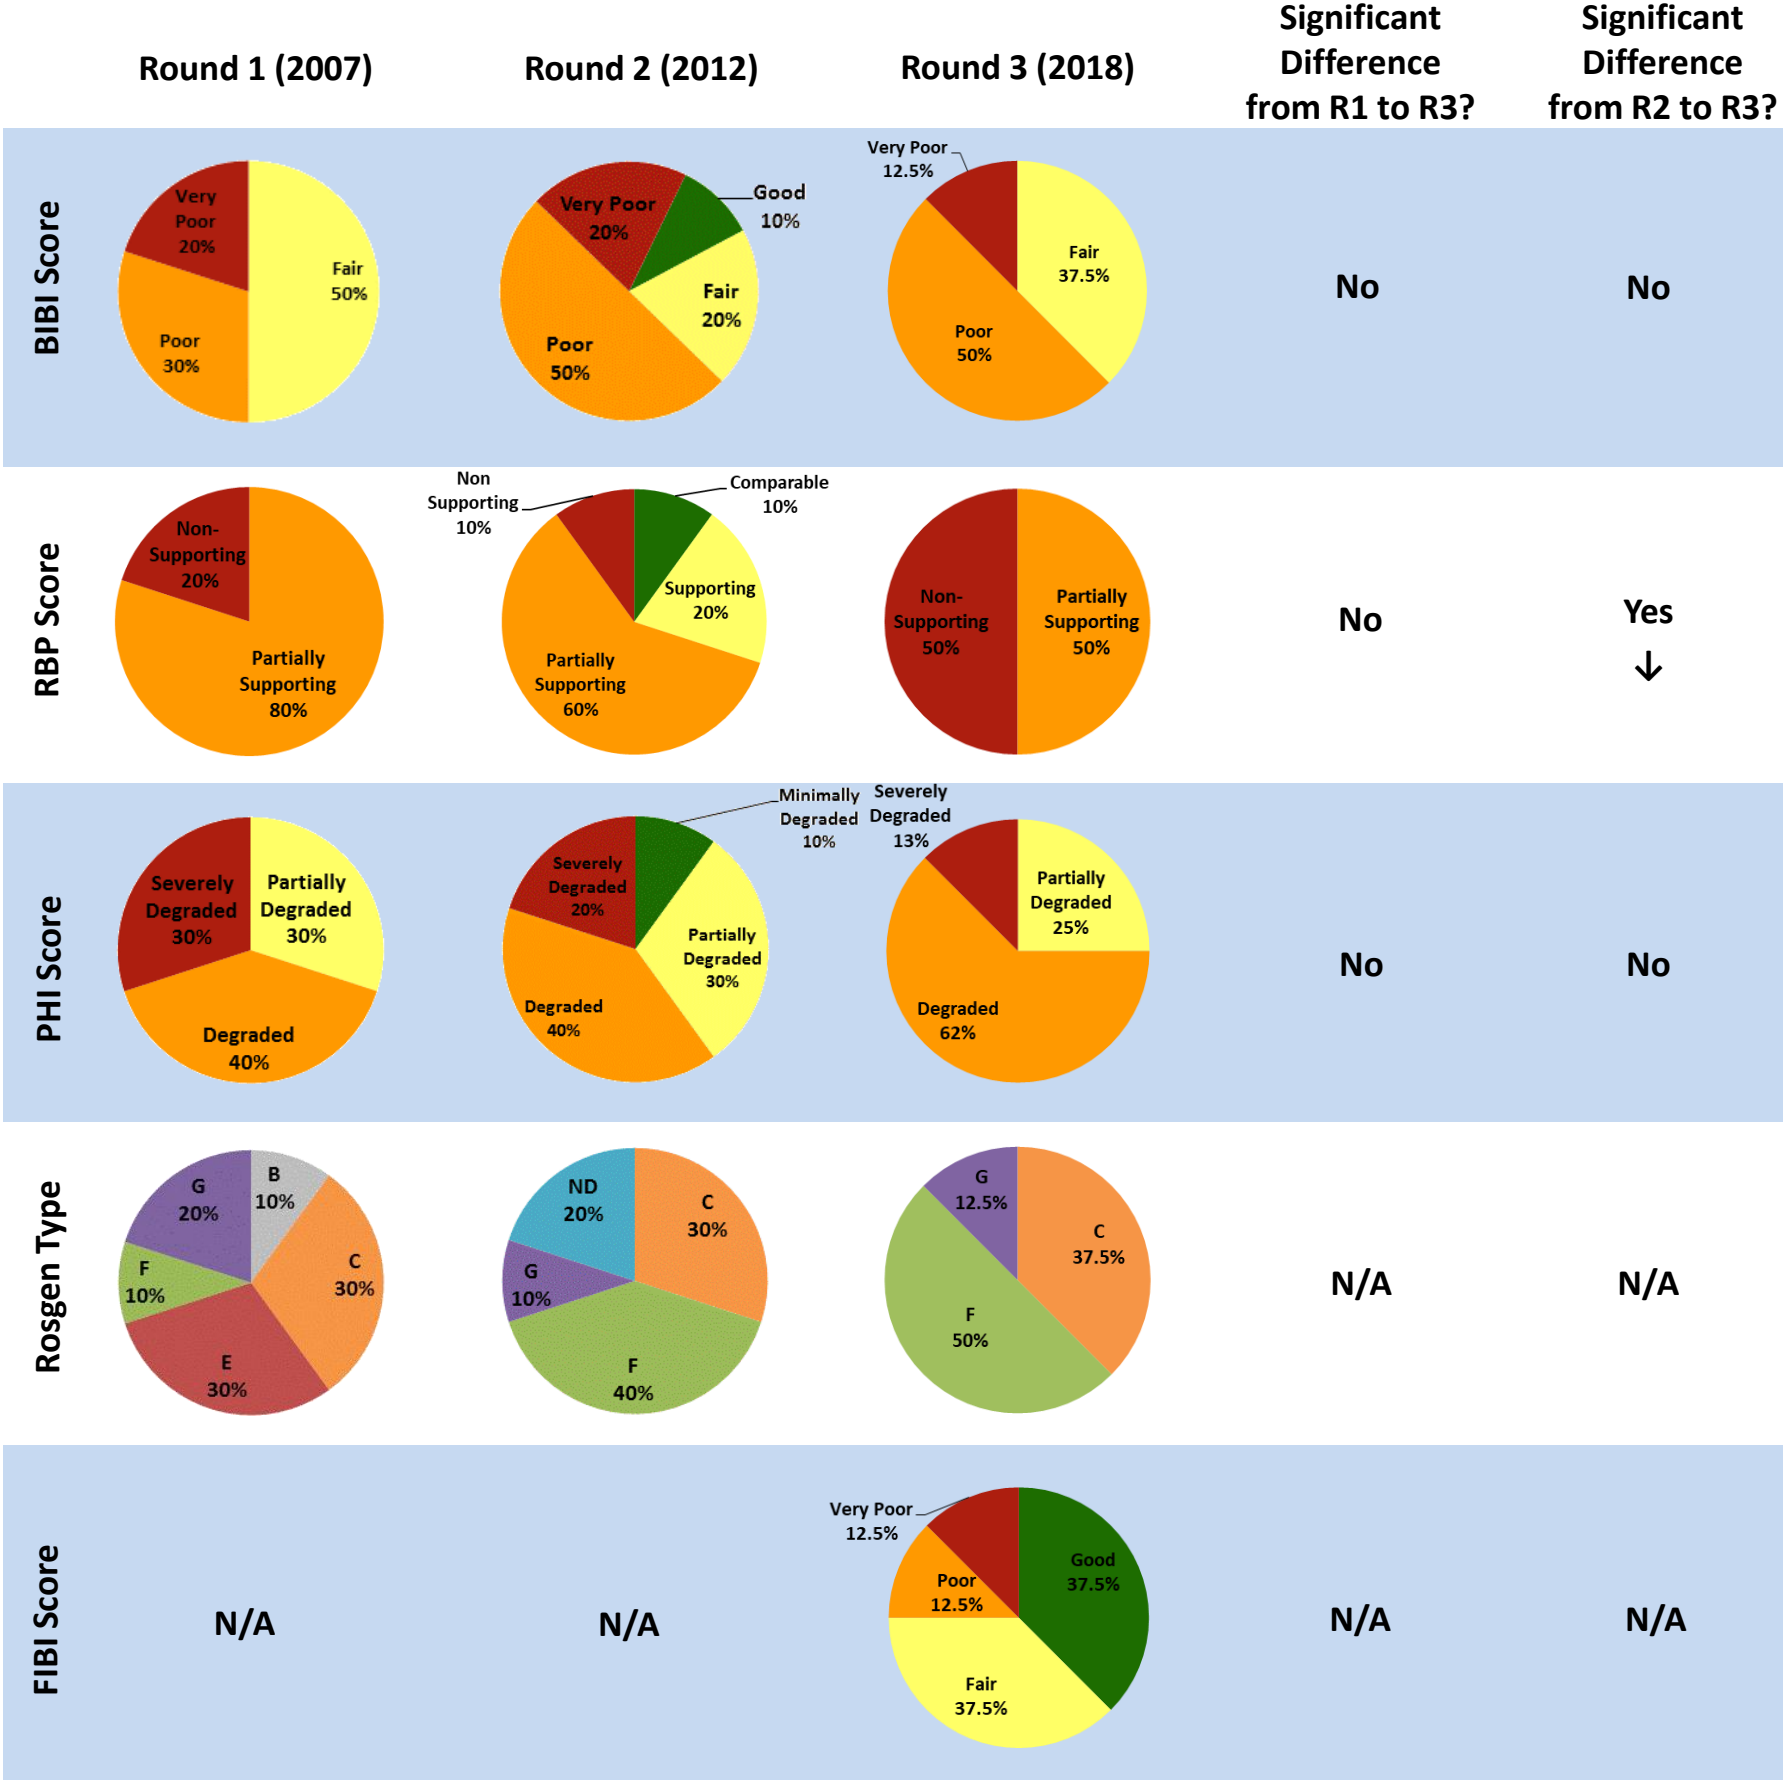 Round 1 (2007)
Round 2 (2012)
Round 3 (2018)
Significant
Difference
from R1 to R3?
Significant
Difference
from R2 to R3?
BIBI Score
Very
Poor
20%
Fair
50%
Poor
30%
Very Poor
20%
Good
10%
Fair
20%
Poor
50%
Very Poor
12.5%
Fair
37.5%
Poor
50%
No
No
RBP Score
Non-
Supporting
20%
Partially
Supporting
80%
Non
Supporting
10%
Comparable
10%
Supporting
20%
Partially
Supporting
60%
Non-
Supporting
50%
Partially
Supporting
50%
No
Yes
↓
PHI Score
Severely
Degraded
30%
Partially
Degraded
30%
Degraded
40%
Severely
Degraded
20%
Minimally
Degraded
10%
Partially
Degraded
30%
Degraded
40%
Severely
Degraded
13%
Partially
Degraded
25%
Degraded
62%
No
No
Rosgen Type
G
20%
B
10%
C
30%
F
10%
E
30%
ND
20%
C
30%
G
10%
F
40%
G
12.5%
C
37.5%
F
50%
N/A
N/A
FIBI Score
N/A
N/A
Very Poor
12.5%
Good
37.5%
Poor
12.5%
Fair
37.5%
N/A
N/A